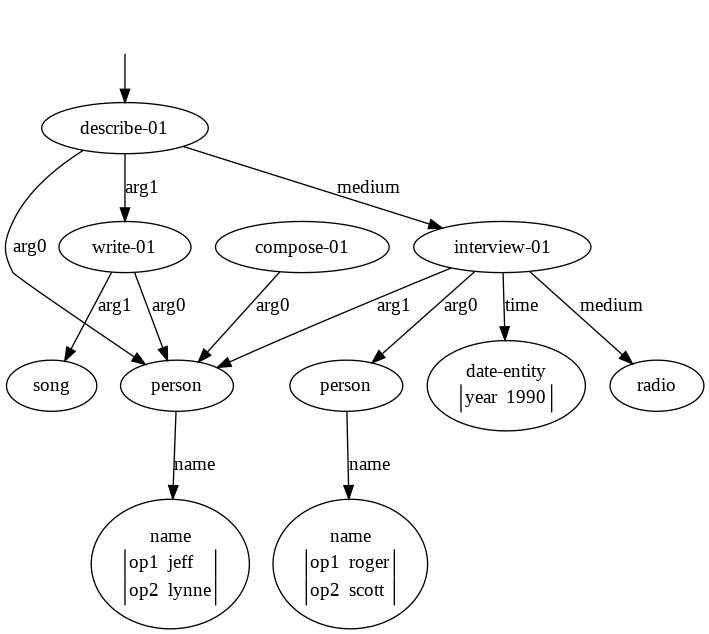 describe-01
arg0
arg1
medium
write-01
compose-01
interview-01
arg1
arg0
arg0
arg1
arg0
time
medium
song
person
person
date-entity
year 1990
radio
name
name
name
op1 jeff
op2 lynne
name
op1 roger
op2 scott